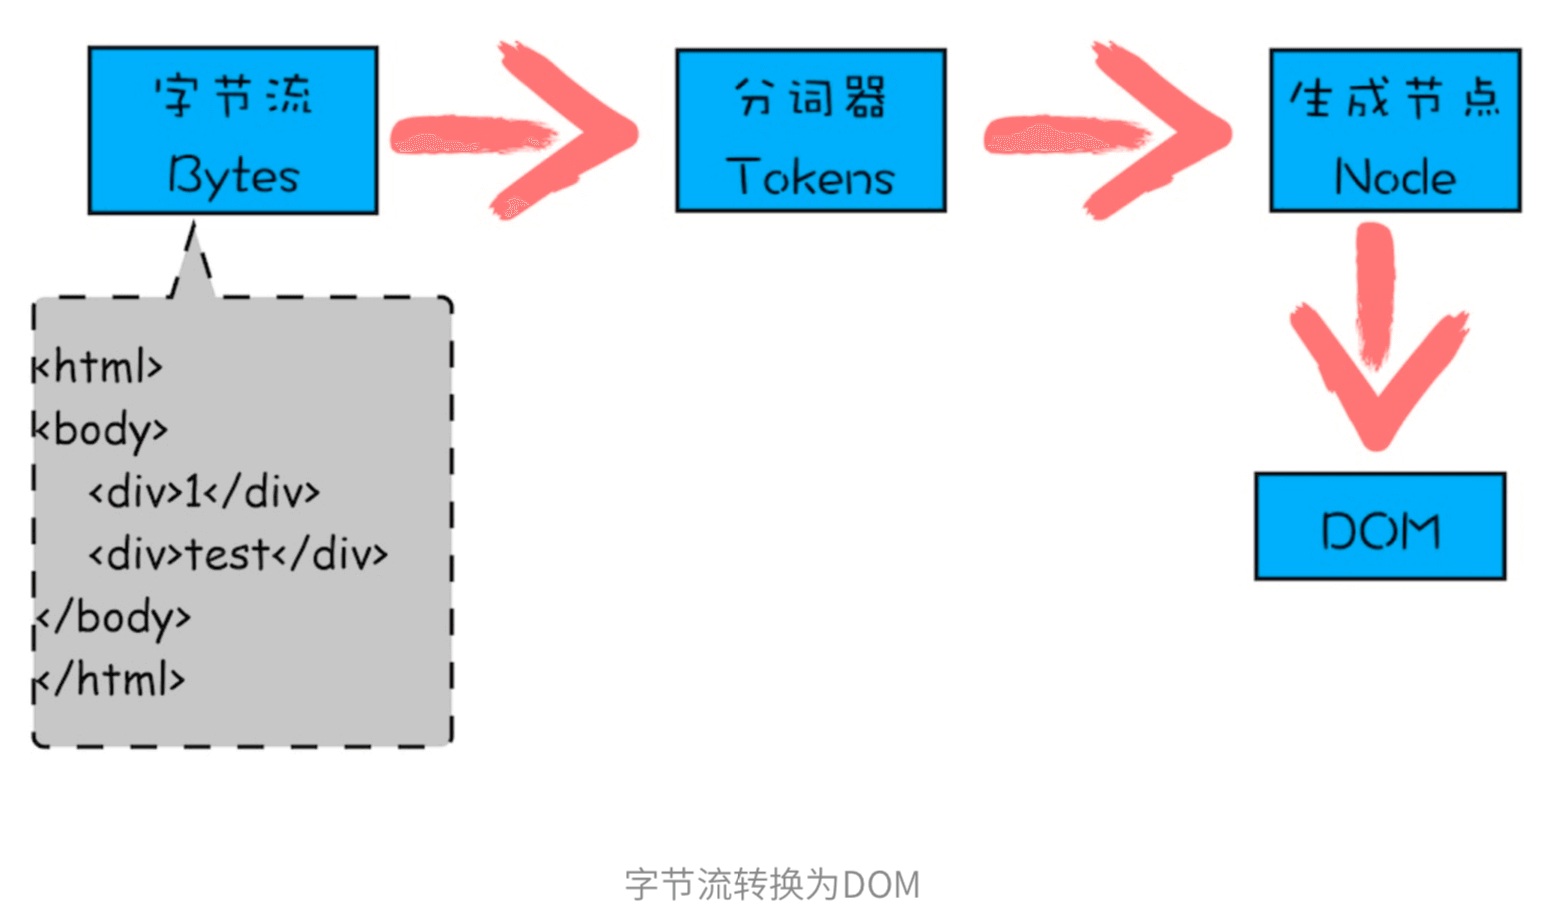 字节流
Bytes
分词器
Tokens
生成节点
Node
<html>
<body>
<div>1</div>
<div>test</div>
</body>
</html>
DOM
字节流转换为DOM